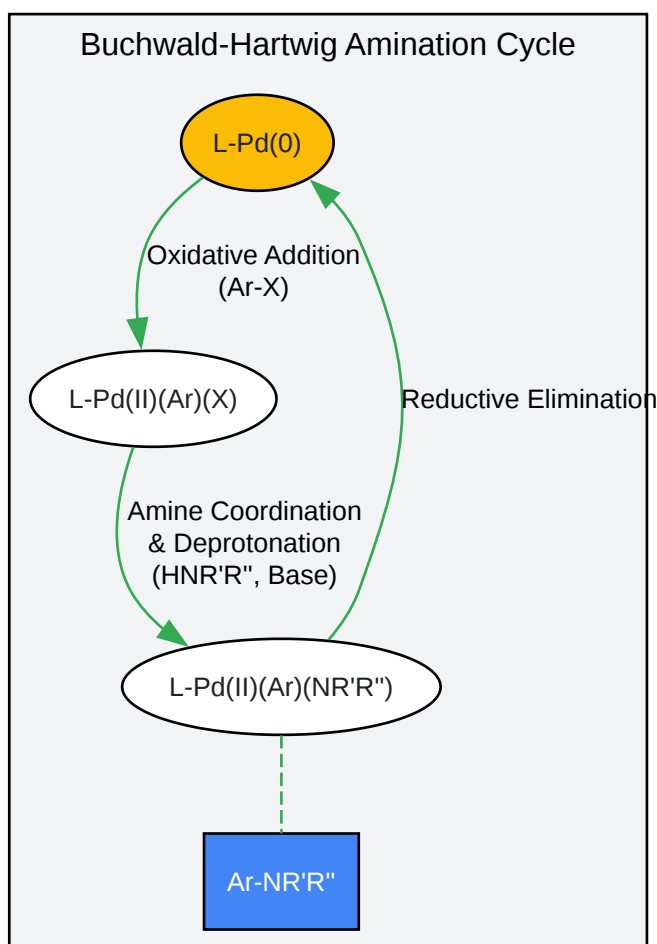 Buchwald-Hartwig Amination Cycle
L-Pd(0)
Oxidative Addition
(Ar-X)
L-Pd(II)(Ar)(X)
Reductive Elimination
Amine Coordination
& Deprotonation
(HNR'R'', Base)
L-Pd(II)(Ar)(NR'R'')
Ar-NR'R''